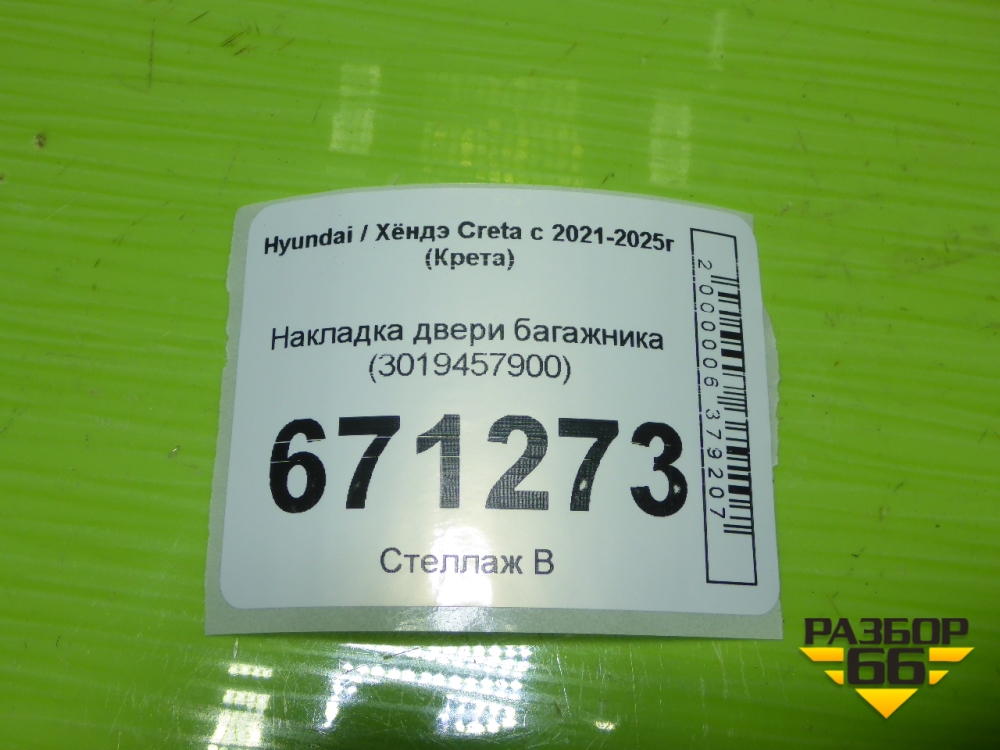 Hyundai / Хёндэ Creta с 2021-2025г
(Крета)
Накладка двери багажника
(3019457900)
671273
Стеллаж В
2000006379207
РАЗБОР
66